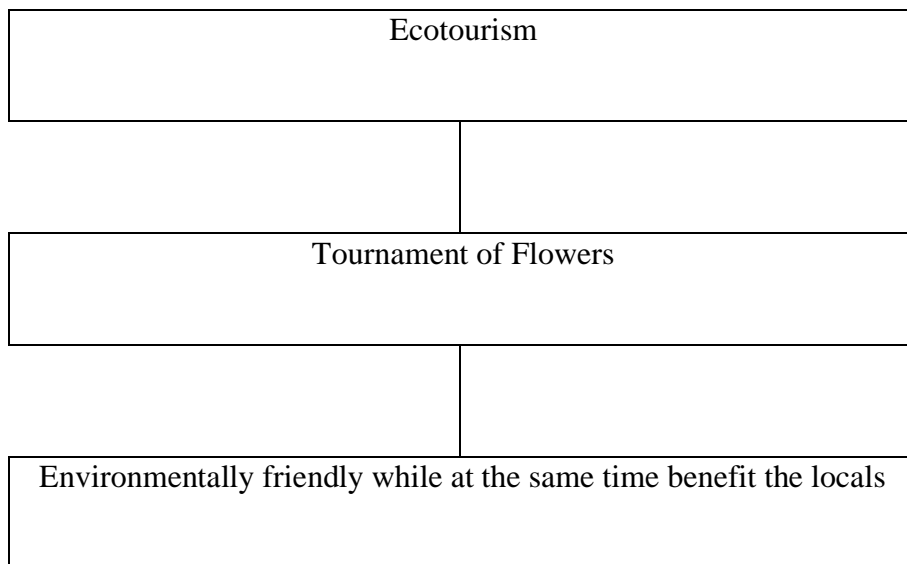 Ecotourism
Tournament of Flowers
Environmentally friendly while at the same time benefit the locals